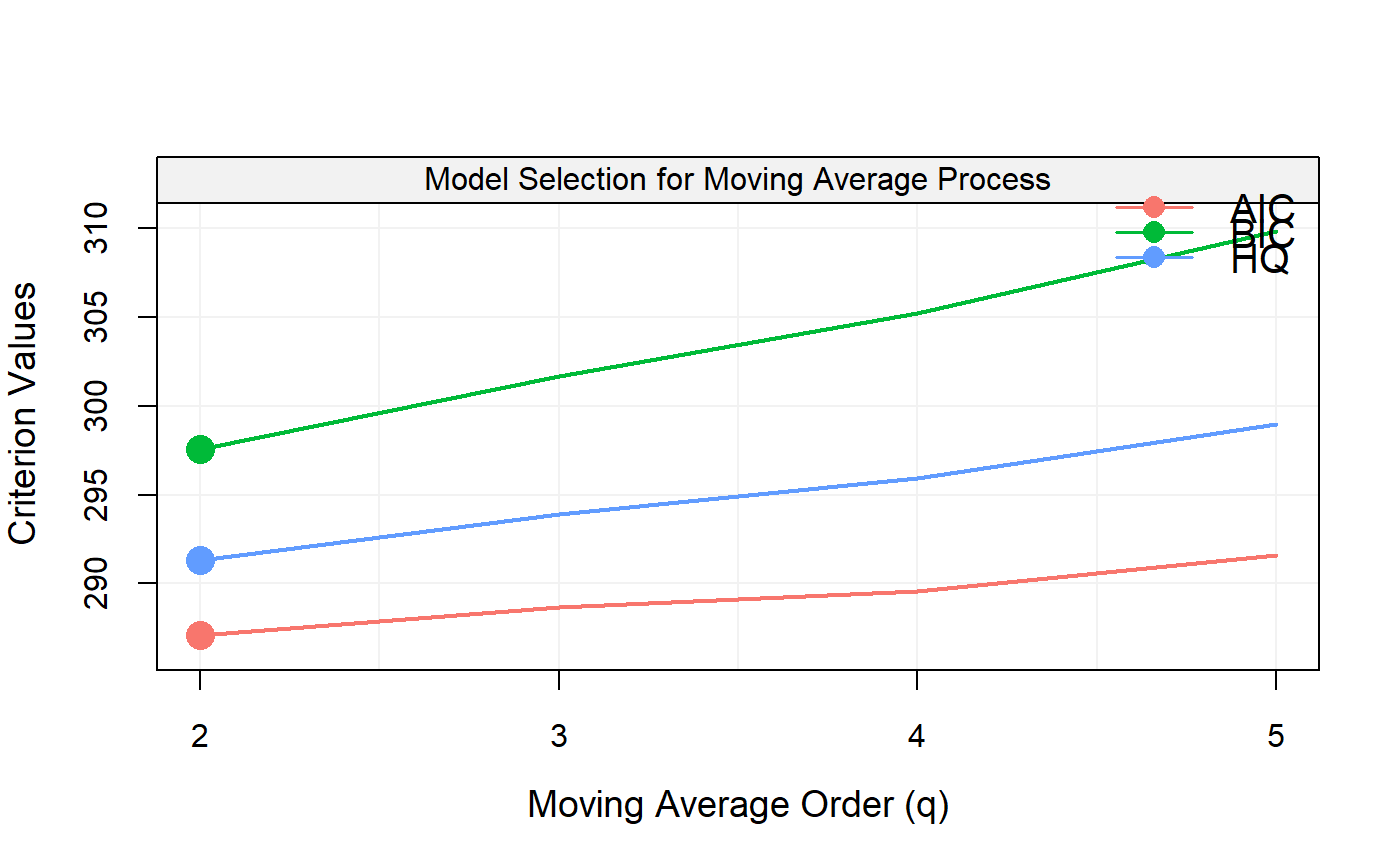 Model Selection for Moving Average Process
AIC
BIC
HQ
310
305
300
295
290
Criterion Values
2 3 4 5
Moving Average Order (q)